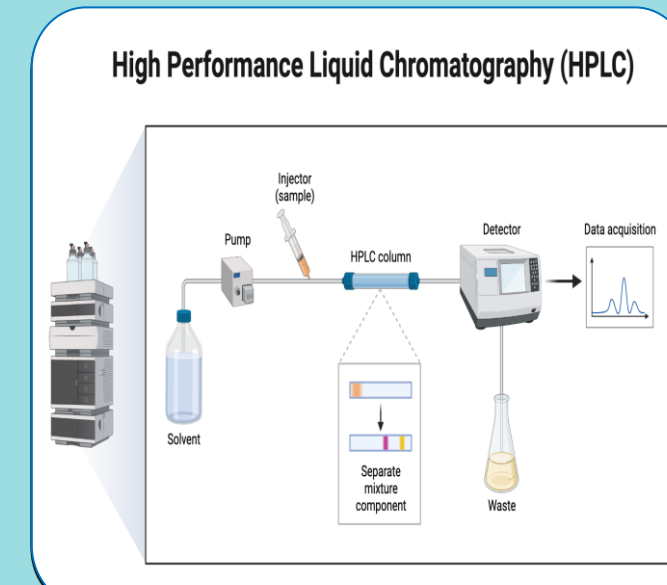 High Performance Liquid Chromatography (HPLC)
Injector
(sample)
Pump
HPLC column
Detector
Data acquisition
Solvent
Separate
mixture
component
Waste